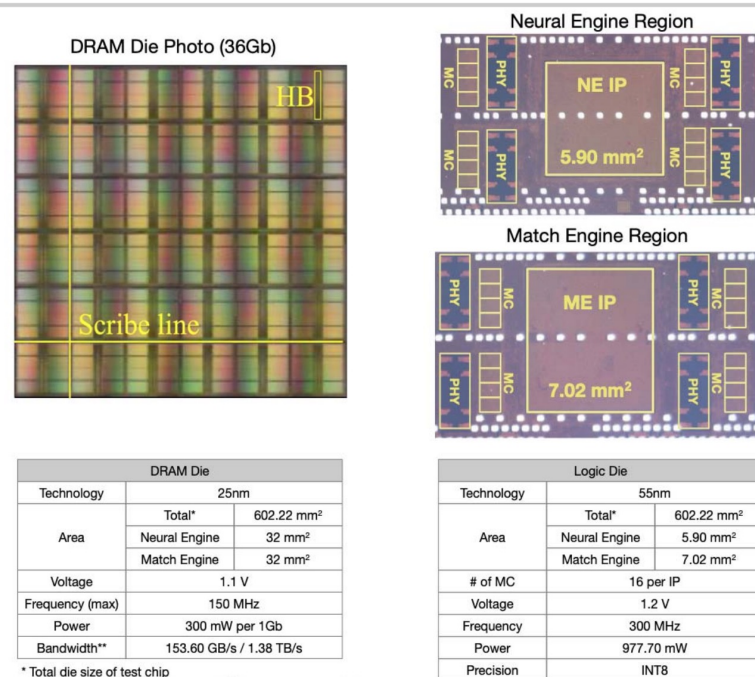 DRAM Die Photo (36Gb)
HB
Scribe line
Neural Engine Region
MC
PHY
NE IP
MC
PHY
MC
PHY
5.90 mm²
MC
PHY
Match Engine Region
PHY
MC
ME IP
PHY
MC
PHY
MC
7.02 mm²
PHY
MC
DRAM Die
Technology 25nm
Area Total* 602.22 mm²
Neural Engine 32 mm²
Match Engine 32 mm²
Voltage 1.1 V
Frequency (max) 150 MHz
Power 300 mW per 1Gb
Bandwidth** 153.60 GB/s / 1.38 TB/s
* Total die size of test chip
Logic Die
Technology 55nm
Area Total* 602.22 mm²
Neural Engine 5.90 mm²
Match Engine 7.02 mm²
# of MC 16 per IP
Voltage 1.2 V
Frequency 300 MHz
Power 977.70 mW
Precision INT8